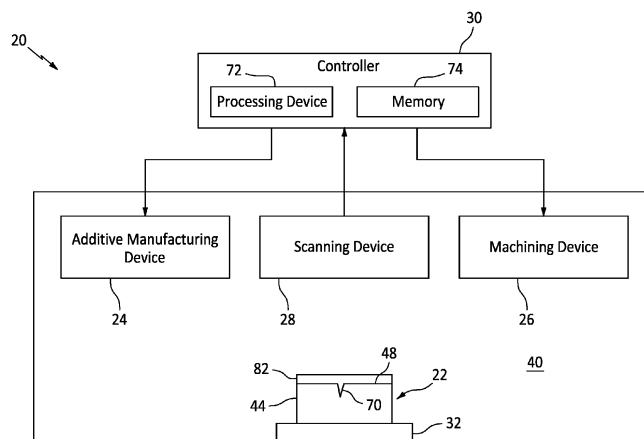 20
30
Controller
72
74
Processing Device
Memory
Additive Manufacturing
Device
Scanning Device
Machining Device
24
28
26
82
48
40
22
44
70
32